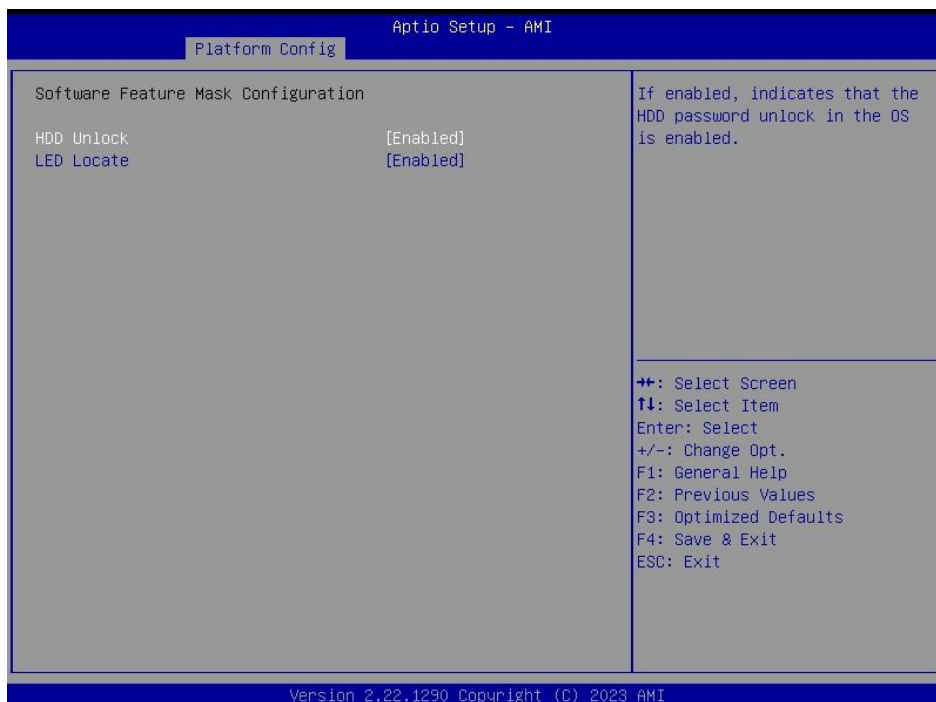 Aptio Setup - AMI
Platform Config
Software Feature Mask Configuration
HDD Unlock [Enabled]
LED Locate [Enabled]
If enabled, indicates that the
HDD password unlock in the OS
is enabled.
→←: Select Screen
↑↓: Select Item
Enter: Select
+/-: Change Opt.
F1: General Help
F2: Previous Values
F3: Optimized Defaults
F4: Save & Exit
ESC: Exit
Version 2.22.1290 Copyright (C) 2023 AMI